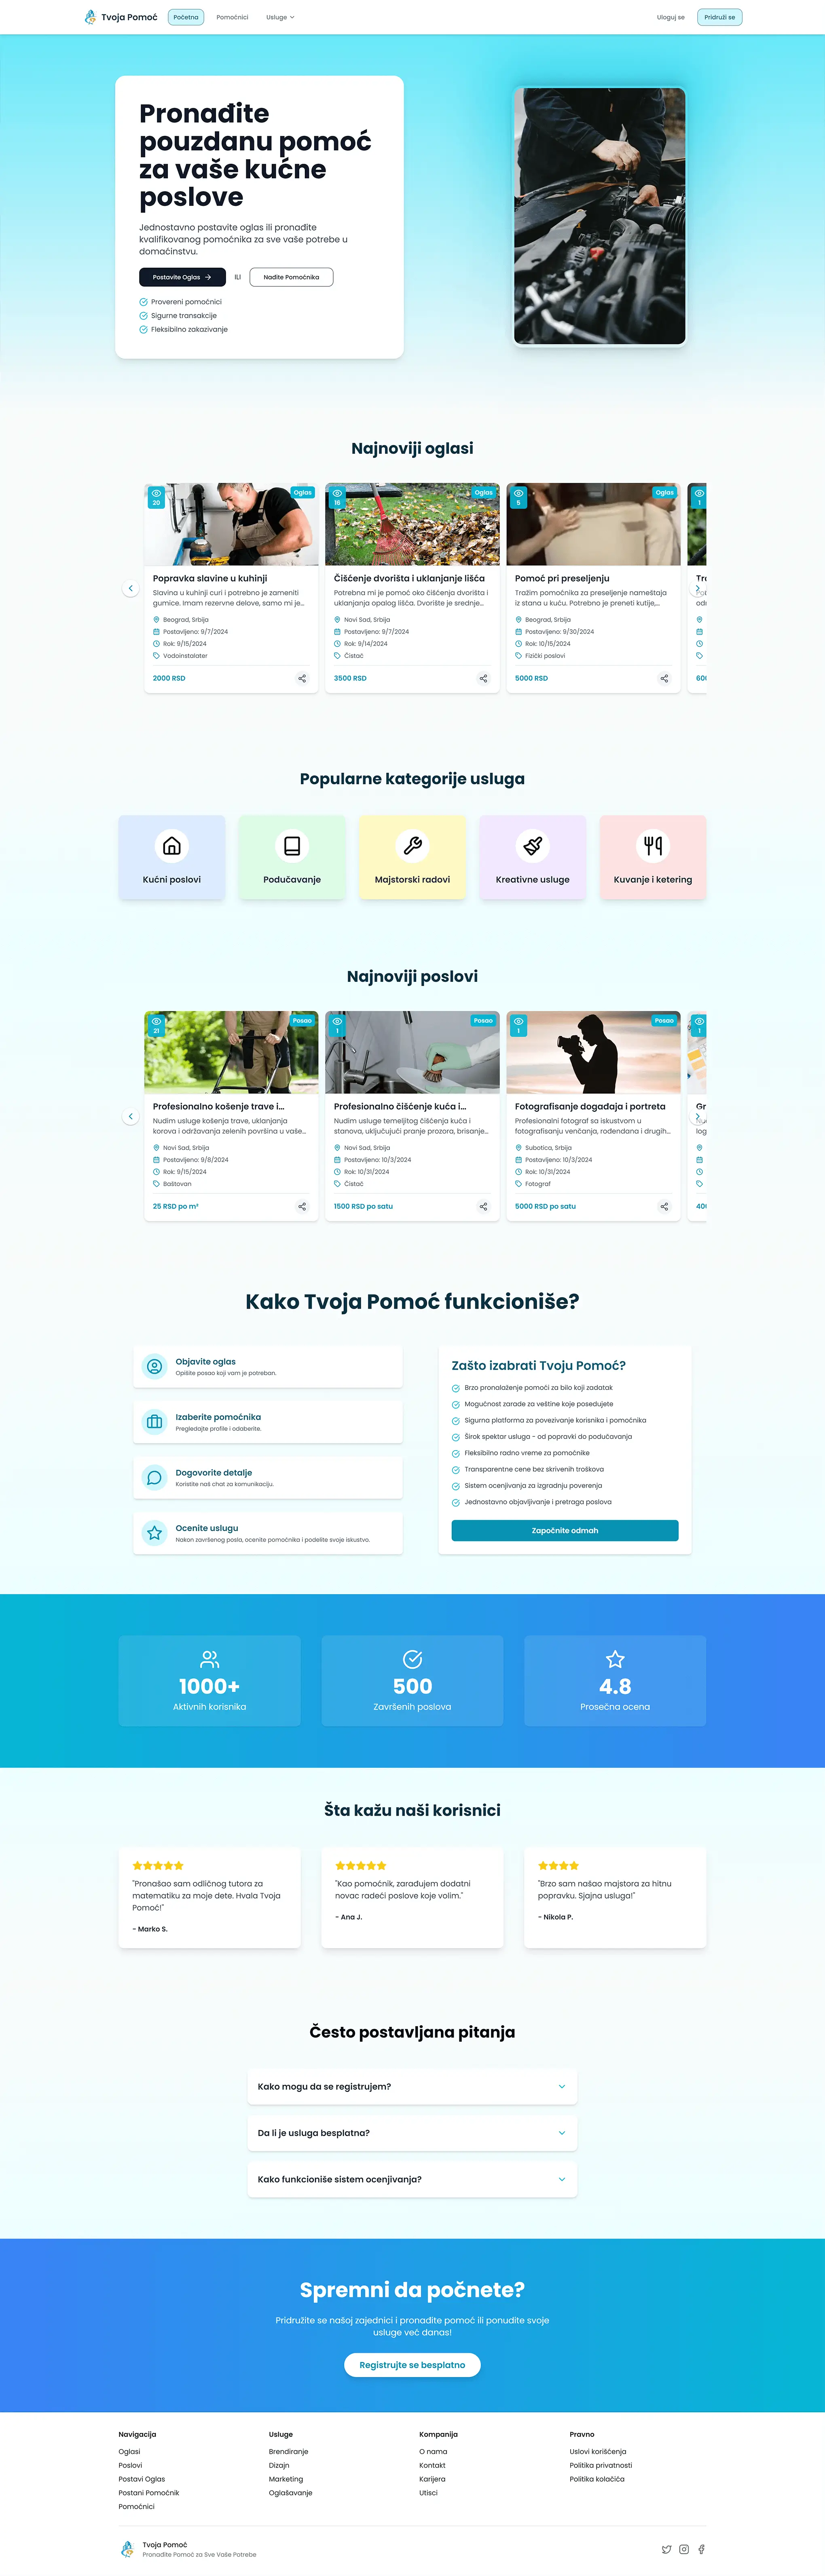 Tvoja Pomoć
Početna
Pomoćnici
Usluge
Uloguj se
Pridruži se
Pronađite
pouzdanu pomoć
za vaše kućne
poslove
Jednostavno postavite oglas ili pronađite
kvalifikovanog pomoćnika za sve vaše potrebe u
domaćinstvu.
Postavite Oglas
ILI
Nađite Pomoćnika
Provereni pomoćnici
Sigurne transakcije
Fleksibilno zakazivanje
Najnoviji oglasi
20
Oglas
Popravka slavine u kuhinji
Slavina u kuhinji curi i potrebno je zameniti
gumice. Imam rezervne delove, samo mi je...
Beograd, Srbija
Postavljeno: 9/7/2024
Rok: 9/15/2024
Vodoinstalater
2000 RSD
16
Oglas
Čišćenje dvorišta i uklanjanje lišća
Potrebna mi je pomoć oko čišćenja dvorišta i
uklanjanja opalog lišća. Dvorište je srednje...
Novi Sad, Srbija
Postavljeno: 9/7/2024
Rok: 9/14/2024
Čistač
3500 RSD
5
Oglas
Pomoć pri preseljenju
Tražim pomoćnika za preseljenje nameštaja
iz stana u kuću. Potrebno je preneti kutije,...
Beograd, Srbija
Postavljeno: 9/30/2024
Rok: 10/15/2024
Fizički poslovi
5000 RSD
1
Popularne kategorije usluga
Kućni poslovi
Podučavanje
Majstorski radovi
Kreativne usluge
Kuvanje i ketering
Najnoviji poslovi
21
Posao
Profesionalno košenje trave i...
Nudim usluge košenja trave, uklanjanja
korova i održavanja zelenih površina u vaše...
Novi Sad, Srbija
Postavljeno: 9/8/2024
Rok: 9/15/2024
Baštovan
25 RSD po m²
1
Posao
Profesionalno čišćenje kuća i...
Nudim usluge temeljitog čišćenja kuća i
stanova, uključujući pranje prozora, brisanje...
Novi Sad, Srbija
Postavljeno: 10/3/2024
Rok: 10/31/2024
Čistač
1500 RSD po satu
1
Posao
Fotografisanje događaja i portreta
Profesionalni fotograf sa iskustvom u
fotografisanju venčanja, rođendana i drugih...
Subotica, Srbija
Postavljeno: 10/3/2024
Rok: 10/31/2024
Fotograf
5000 RSD po satu
1
Kako Tvoja Pomoć funkcioniše?
Objavite oglas
Opišite posao koji vam je potreban.
Izaberite pomoćnika
Pregledajte profile i odaberite.
Dogovorite detalje
Koristite naš chat za komunikaciju.
Ocenite uslugu
Nakon završenog posla, ocenite pomoćnika i podelite svoje iskustvo.
Zašto izabrati Tvoju Pomoć?
Brzo pronalaženje pomoći za bilo koji zadatak
Mogućnost zarade za veštine koje posedujete
Sigurna platforma za povezivanje korisnika i pomoćnika
Širok spektar usluga - od popravki do podučavanja
Fleksibilno radno vreme za pomoćnike
Transparentne cene bez skrivenih troškova
Sistem ocenjivanja za izgradnju poverenja
Jednostavno objavljivanje i pretraga poslova
Započnite odmah
1000+
Aktivnih korisnika
500
Završenih poslova
4.8
Prosečna ocena
Šta kažu naši korisnici
"Pronašao sam odličnog tutora za
matematiku za moje dete. Hvala Tvoja
Pomoć!"
- Marko S.
"Kao pomoćnik, zarađujem dodatni
novac radeći poslove koje volim."
- Ana J.
"Brzo sam našao majstora za hitnu
popravku. Sjajna usluga!"
- Nikola P.
Često postavljana pitanja
Kako mogu da se registrujem?
Da li je usluga besplatna?
Kako funkcioniše sistem ocenjivanja?
Spremni da počnete?
Pridružite se našoj zajednici i pronađite pomoć ili ponudite svoje
usluge već danas!
Registrujte se besplatno
Navigacija
Oglasi
Poslovi
Postavi Oglas
Postani Pomoćnik
Pomoćnici
Usluge
Brendiranje
Dizajn
Marketing
Oglašavanje
Kompanija
O nama
Kontakt
Karijera
Utisci
Pravno
Uslovi korišćenja
Politika privatnosti
Politika kolačića
Tvoja Pomoć
Pronađite Pomoć za Sve Vaše Potrebe